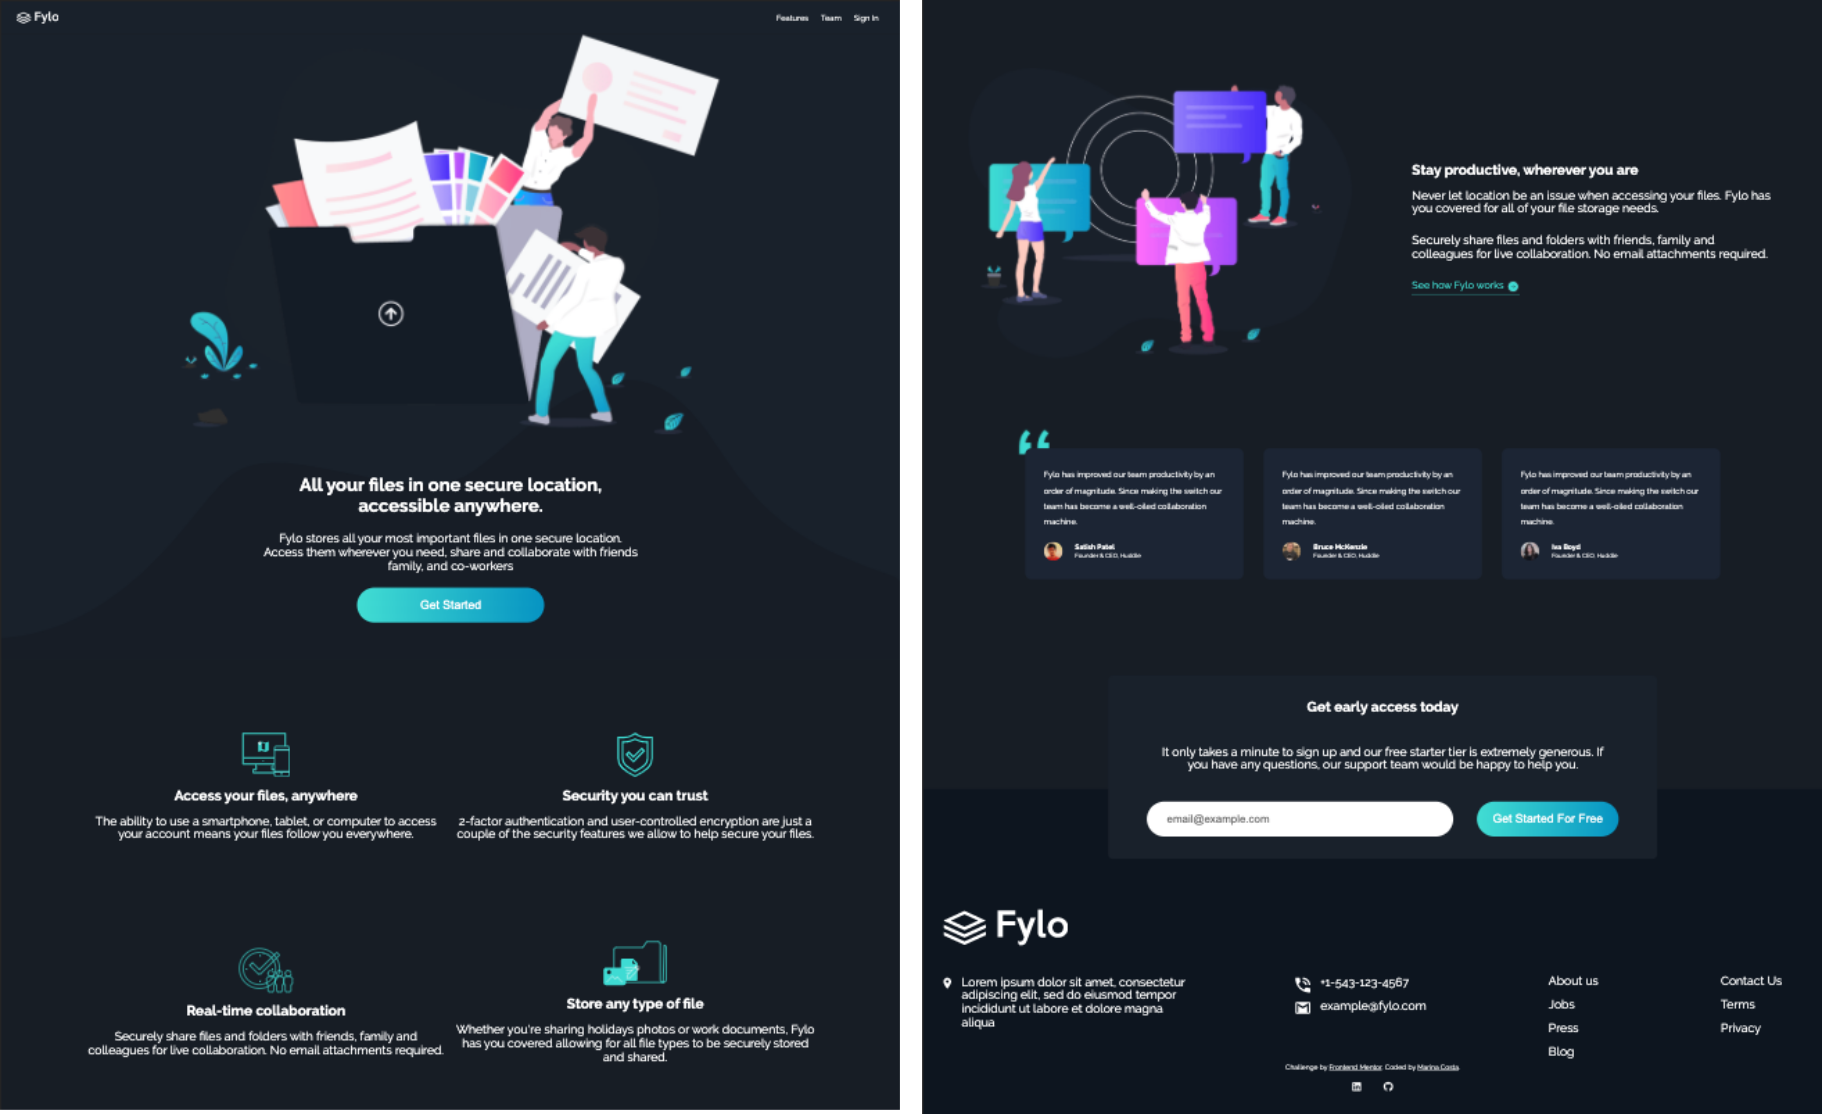 Fylo
Features Team Sign In
All your files in one secure location,
accessible anywhere.
Fylo stores all your most important files in one secure location.
Access them wherever you need, share and collaborate with friends
family, and co-workers
Get Started
Access your files, anywhere
The ability to use a smartphone, tablet, or computer to access
your account means your files follow you everywhere.
Security you can trust
2-factor authentication and user-controlled encryption are just a
couple of the security features we allow to help secure your files.
Real-time collaboration
Securely share files and folders with friends, family and
colleagues for live collaboration. No email attachments required.
Store any type of file
Whether you're sharing holidays photos or work documents, Fylo
has you covered allowing for all file types to be securely stored
and shared.
Stay productive, wherever you are
Never let location be an issue when accessing your files. Fylo has
you covered for all of your file storage needs.
Securely share files and folders with friends, family and
colleagues for live collaboration. No email attachments required.
See how Fylo works
Fylo has improved our team productivity by an
order of magnitude. Since making the switch our
team has become a well-oiled collaboration
machine.
Satish Patel
Founder & CEO, Huddle
Fylo has improved our team productivity by an
order of magnitude. Since making the switch our
team has become a well-oiled collaboration
machine.
Bruce McKenzie
Founder & CEO, Huddle
Fylo has improved our team productivity by an
order of magnitude. Since making the switch our
team has become a well-oiled collaboration
machine.
Iva Boyd
Founder & CEO, Huddle
Get early access today
It only takes a minute to sign up and our free starter tier is extremely generous. If
you have any questions, our support team would be happy to help you.
email@example.com
Get Started For Free
Fylo
Lorem ipsum dolor sit amet, consectetur
adipiscing elit, sed do eiusmod tempor
incididunt ut labore et dolore magna
aliqua
+1-543-123-4567
example@fylo.com
About us
Jobs
Press
Blog
Contact Us
Terms
Privacy
Challenge by Frontend Mentor. Coded by Marina Costa.